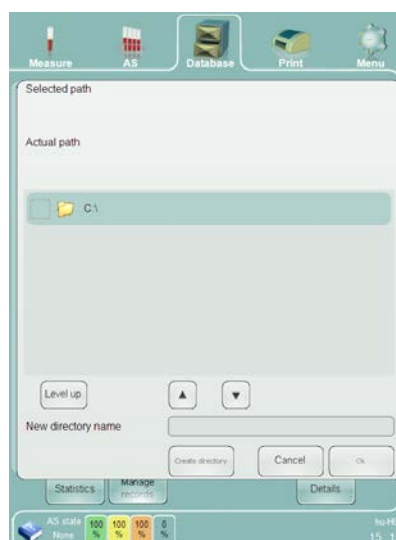 Measure AS Database Print Menu
Selected path
Actual path
C:\
Level up
New directory name
Create directory Cancel Ok
Statistics Manage records Details
AS state 100 100 100 0
None % % % %